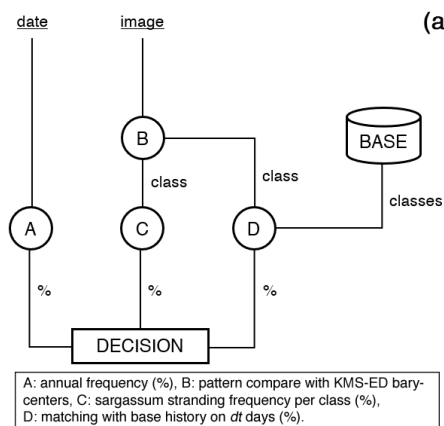 date
image
(a
B
BASE
class
class
classes
A
C
D
%
%
%
DECISION
A: annual frequency (%), B: pattern compare with KMS-ED bary-
centers, C: sargassum stranding frequency per class (%),
D: matching with base history on dt days (%).